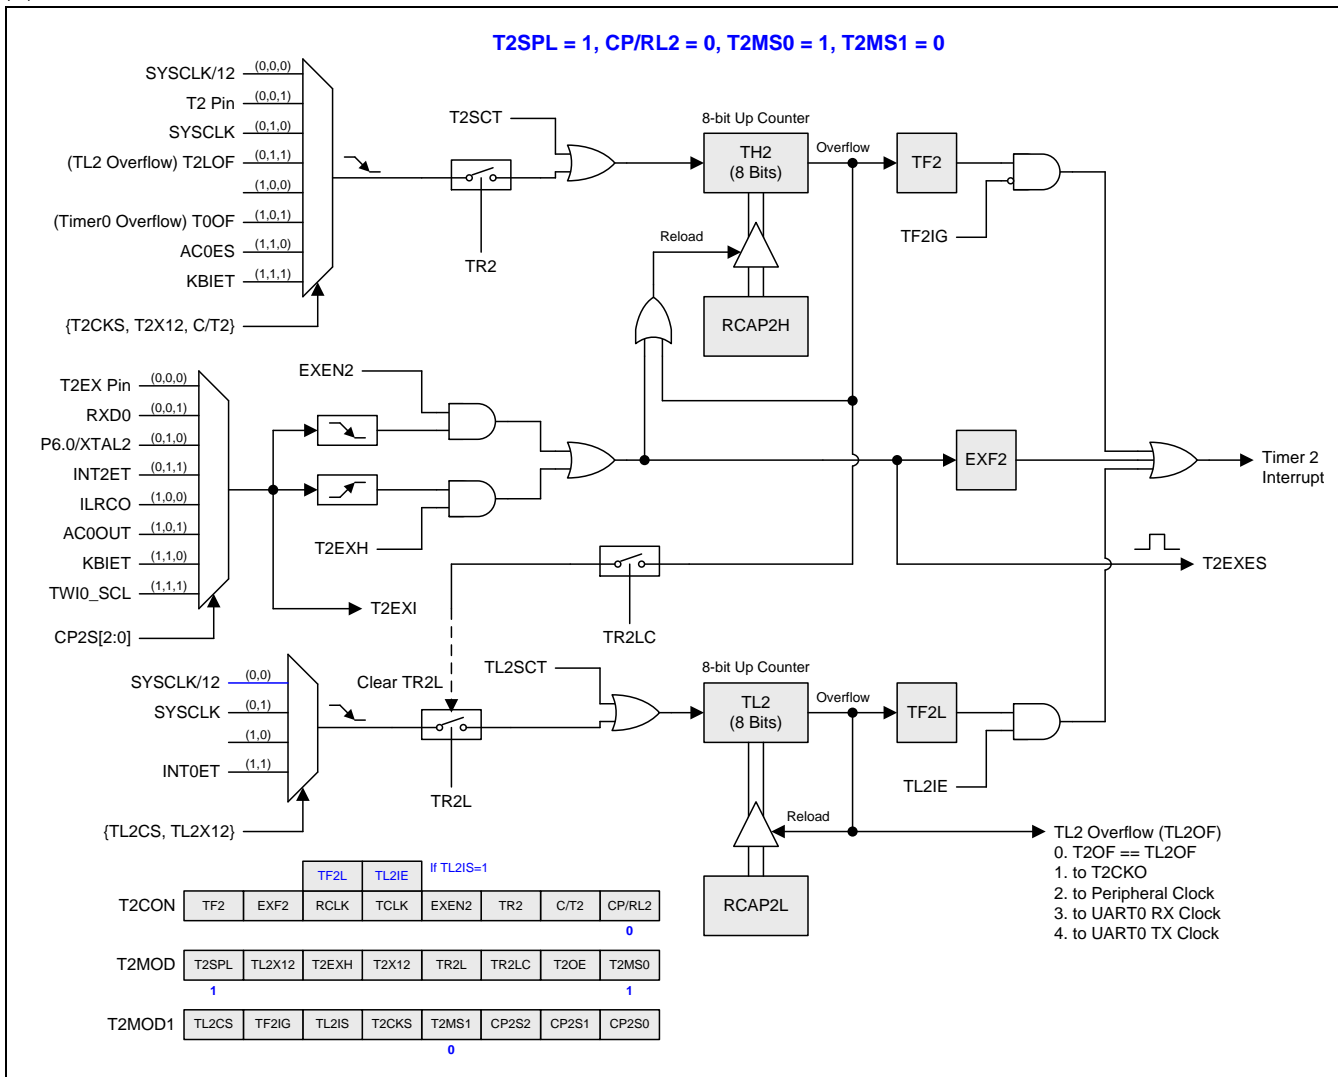 T2SPL = 1, CP/RL2 = 0, T2MS0 = 1, T2MS1 = 0
SYSCLK/12 (0,0,0)
T2 Pin (0,0,1)
SYSCLK (0,1,0)
(TL2 Overflow) T2LOF (0,1,1)
(1,0,0)
(Timer0 Overflow) T0OF (1,0,1)
AC0ES (1,1,0)
KBIET (1,1,1)
{T2CKS, T2X12, C/T2}
TR2
T2SCT
8-bit Up Counter
TH2
(8 Bits)
Overflow
TF2
TF2IG
Reload
RCAP2H
EXEN2
T2EX Pin (0,0,0)
RXD0 (0,0,1)
P6.0/XTAL2 (0,1,0)
INT2ET (0,1,1)
ILRCO (1,0,0)
AC0OUT (1,0,1)
KBIET (1,1,0)
TWI0_SCL (1,1,1)
CP2S[2:0]
T2EXH
T2EXI
EXF2
Timer 2
Interrupt
T2EXES
TR2LC
SYSCLK/12 (0,0)
SYSCLK (0,1)
(1,0)
INT0ET (1,1)
{TL2CS, TL2X12}
Clear TR2L
TR2L
TL2SCT
8-bit Up Counter
TL2
(8 Bits)
Overflow
TF2L
TL2IE
Reload
RCAP2L
TL2 Overflow (TL2OF)
0. T2OF == TL2OF
1. to T2CKO
2. to Peripheral Clock
3. to UART0 RX Clock
4. to UART0 TX Clock
TF2L TL2IE If TL2IS=1
T2CON TF2 EXF2 RCLK TCLK EXEN2 TR2 C/T2 CP/RL2
0
T2MOD T2SPL TL2X12 T2EXH T2X12 TR2L TR2LC T2OE T2MS0
1 1
T2MOD1 TL2CS TF2IG TL2IS T2CKS T2MS1 CP2S2 CP2S1 CP2S0
0